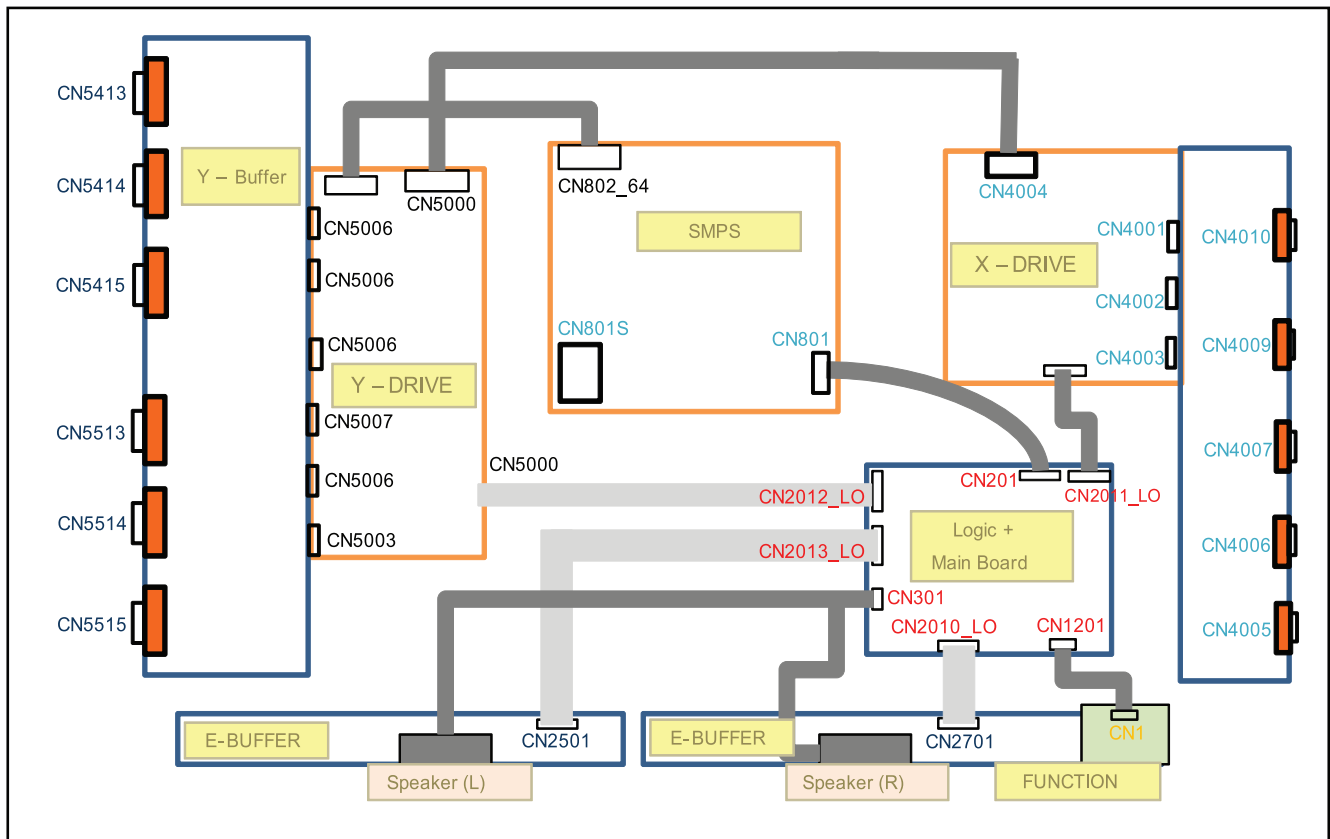 CN5413
CN5414
CN5415
CN5513
CN5514
CN5515
Y – Buffer
CN5000
CN5006
CN5006
CN5006
Y – DRIVE
CN5007
CN5006
CN5003
CN5000
CN802_64
SMPS
CN801S
CN801
CN4004
CN4001
X – DRIVE
CN4002
CN4003
CN4010
CN4009
CN4007
CN4006
CN4005
CN201
CN2011_LO
CN2012_LO
CN2013_LO
Logic +
Main Board
CN301
CN2010_LO
CN1201
E-BUFFER
CN2501
Speaker (L)
E-BUFFER
CN2701
Speaker (R)
CN1
FUNCTION